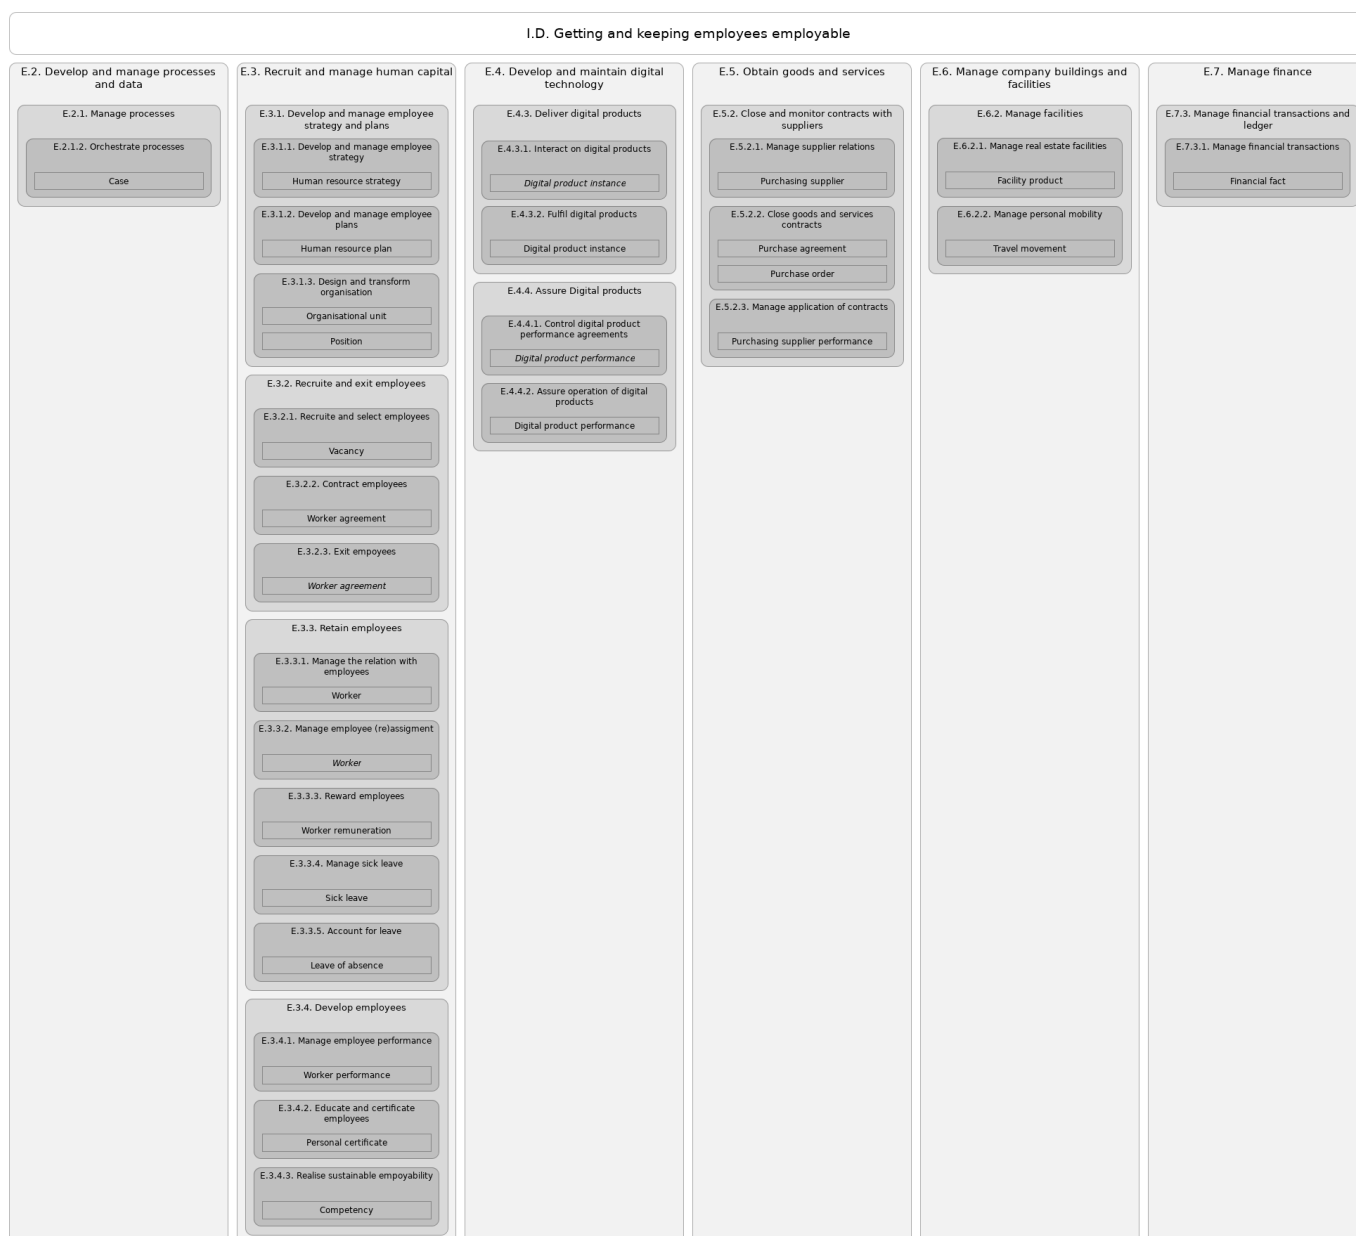 I.D. Getting and keeping employees employable
E.2. Develop and manage processes
and data
E.2.1. Manage processes
E.2.1.2. Orchestrate processes
Case
E.3. Recruit and manage human capital
E.3.1. Develop and manage employee
strategy and plans
E.3.1.1. Develop and manage employee
strategy
Human resource strategy
E.3.1.2. Develop and manage employee
plans
Human resource plan
E.3.1.3. Design and transform
organisation
Organisational unit
Position
E.3.2. Recruite and exit employees
E.3.2.1. Recruite and select employees
Vacancy
E.3.2.2. Contract employees
Worker agreement
E.3.2.3. Exit empoyees
Worker agreement
E.3.3. Retain employees
E.3.3.1. Manage the relation with
employees
Worker
E.3.3.2. Manage employee (re)assigment
Worker
E.3.3.3. Reward employees
Worker remuneration
E.3.3.4. Manage sick leave
Sick leave
E.3.3.5. Account for leave
Leave of absence
E.3.4. Develop employees
E.3.4.1. Manage employee performance
Worker performance
E.3.4.2. Educate and certificate
employees
Personal certificate
E.3.4.3. Realise sustainable empoyability
Competency
E.4. Develop and maintain digital
technology
E.4.3. Deliver digital products
E.4.3.1. Interact on digital products
Digital product instance
E.4.3.2. Fulfil digital products
Digital product instance
E.4.4. Assure Digital products
E.4.4.1. Control digital product
performance agreements
Digital product performance
E.4.4.2. Assure operation of digital
products
Digital product performance
E.5. Obtain goods and services
E.5.2. Close and monitor contracts with
suppliers
E.5.2.1. Manage supplier relations
Purchasing supplier
E.5.2.2. Close goods and services
contracts
Purchase agreement
Purchase order
E.5.2.3. Manage application of contracts
Purchasing supplier performance
E.6. Manage company buildings and
facilities
E.6.2. Manage facilities
E.6.2.1. Manage real estate facilities
Facility product
E.6.2.2. Manage personal mobility
Travel movement
E.7. Manage finance
E.7.3. Manage financial transactions and
ledger
E.7.3.1. Manage financial transactions
Financial fact